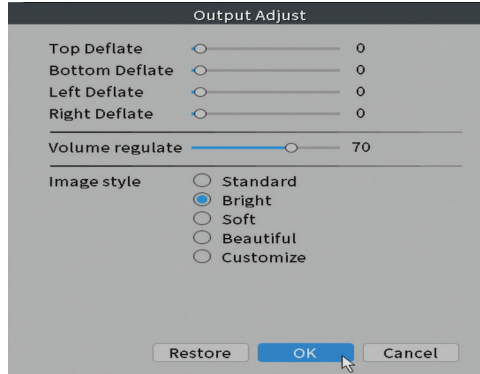 Output Adjust
Top Deflate 0
Bottom Deflate 0
Left Deflate 0
Right Deflate 0
Volume regulate 70
Image style Standard
Bright
Soft
Beautiful
Customize
Restore OK Cancel